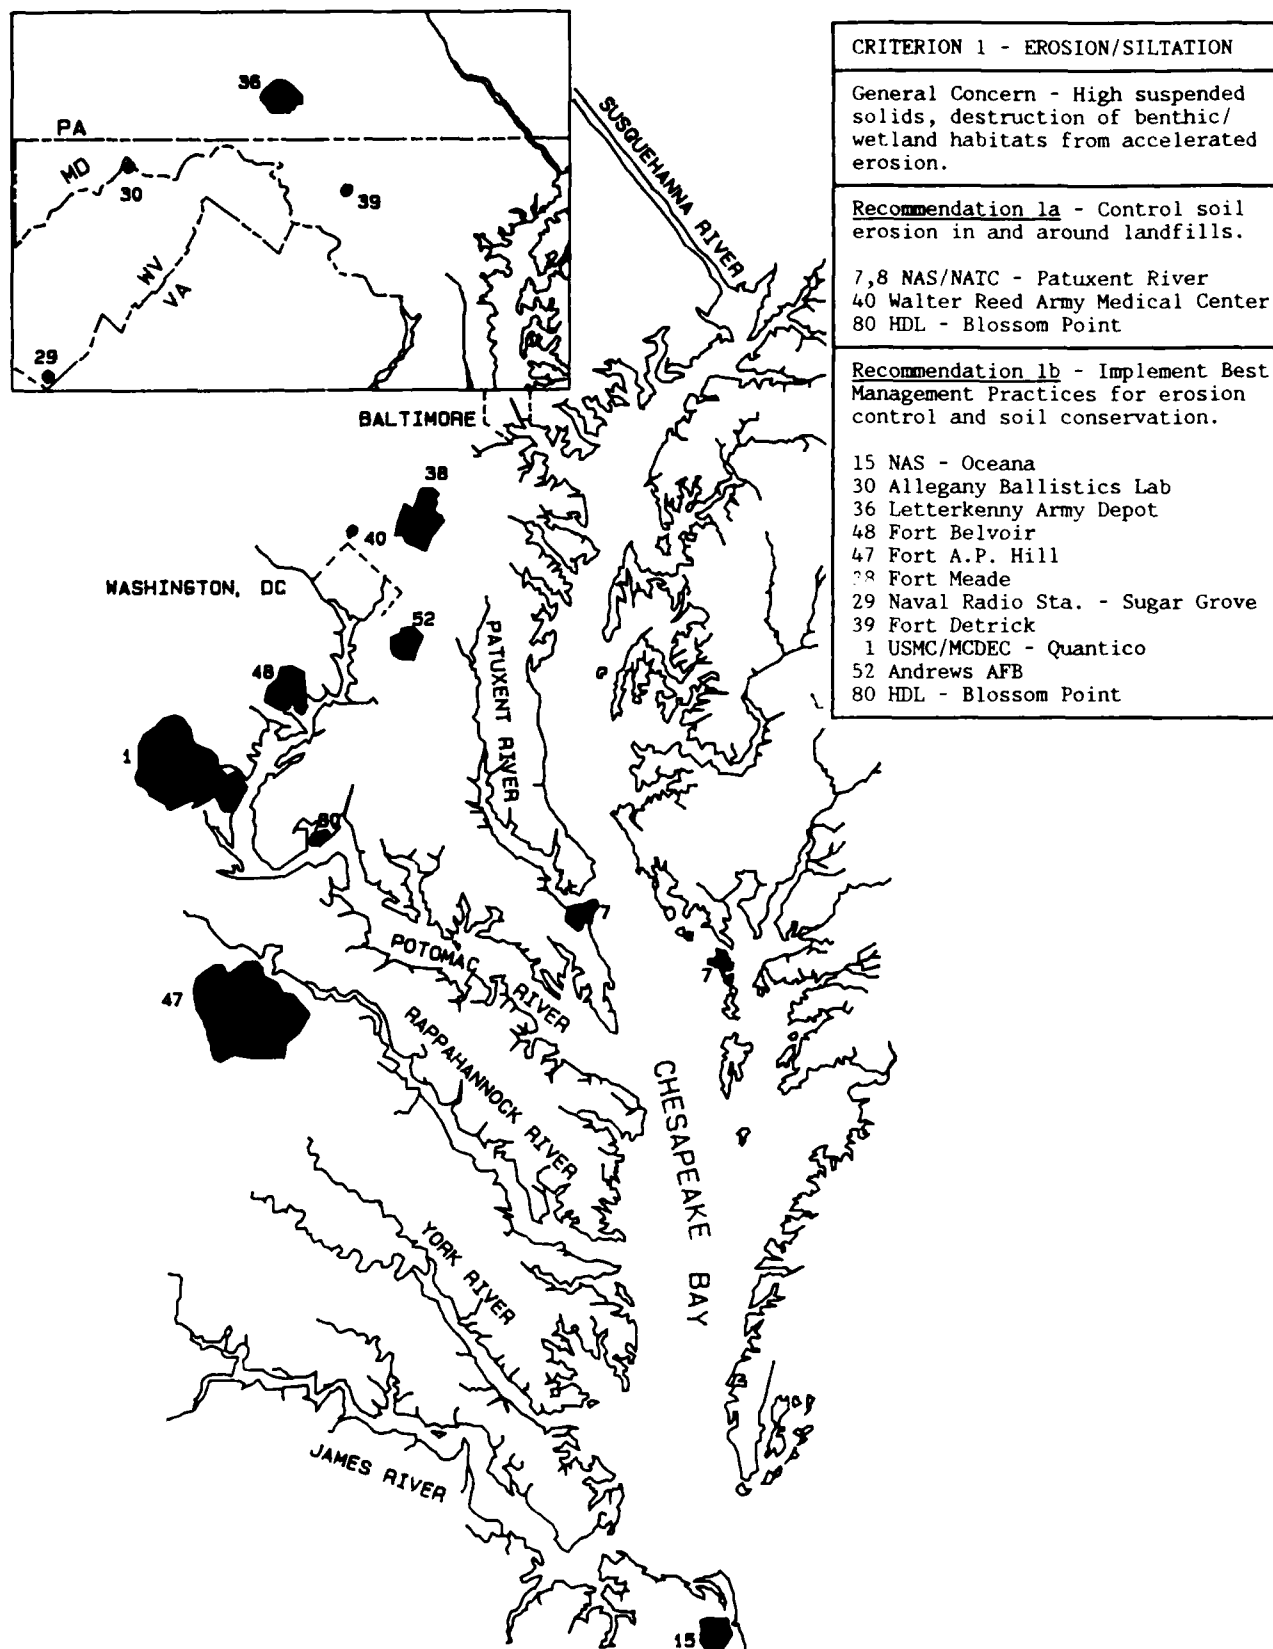 36
PA
MD
30
39
WV
VA
29
SUSQUEHANNA RIVER
BALTIMORE
38
40
WASHINGTON, DC
52
PATUXENT RIVER
48
1
80
7
POTOMAC RIVER
7
47
RAPPAHANNOCK RIVER
CHESAPEAKE BAY
YORK RIVER
JAMES RIVER
15
CRITERION 1 - EROSION/SILTATION
General Concern - High suspended
solids, destruction of benthic/
wetland habitats from accelerated
erosion.
Recommendation 1a - Control soil
erosion in and around landfills.
7,8 NAS/NATC - Patuxent River
40 Walter Reed Army Medical Center
80 HDL - Blossom Point
Recommendation 1b - Implement Best
Management Practices for erosion
control and soil conservation.
15 NAS - Oceana
30 Allegany Ballistics Lab
36 Letterkenny Army Depot
48 Fort Belvoir
47 Fort A.P. Hill
38 Fort Meade
29 Naval Radio Sta. - Sugar Grove
39 Fort Detrick
1 USMC/MCDEC - Quantico
52 Andrews AFB
80 HDL - Blossom Point